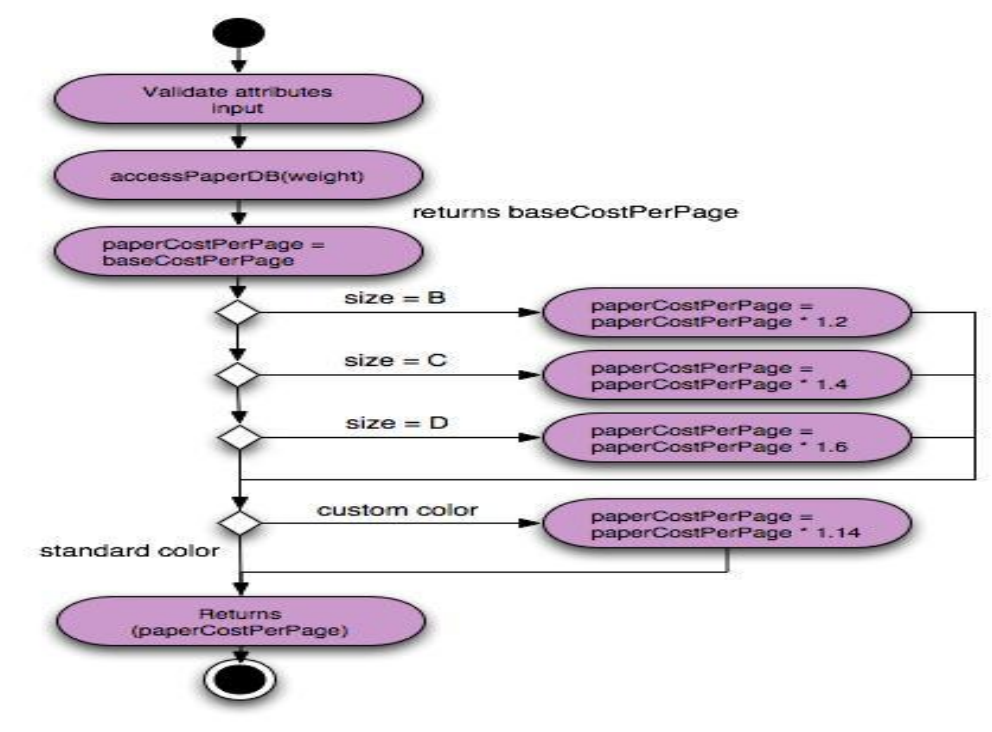 Validate attributes
input
accessPaperDB(weight)
returns baseCostPerPage
paperCostPerPage =
baseCostPerPage
size = B
paperCostPerPage =
paperCostPerPage * 1.2
size = C
paperCostPerPage =
paperCostPerPage * 1.4
size = D
paperCostPerPage =
paperCostPerPage * 1.6
custom color
paperCostPerPage =
paperCostPerPage * 1.14
standard color
Returns
(paperCostPerPage)